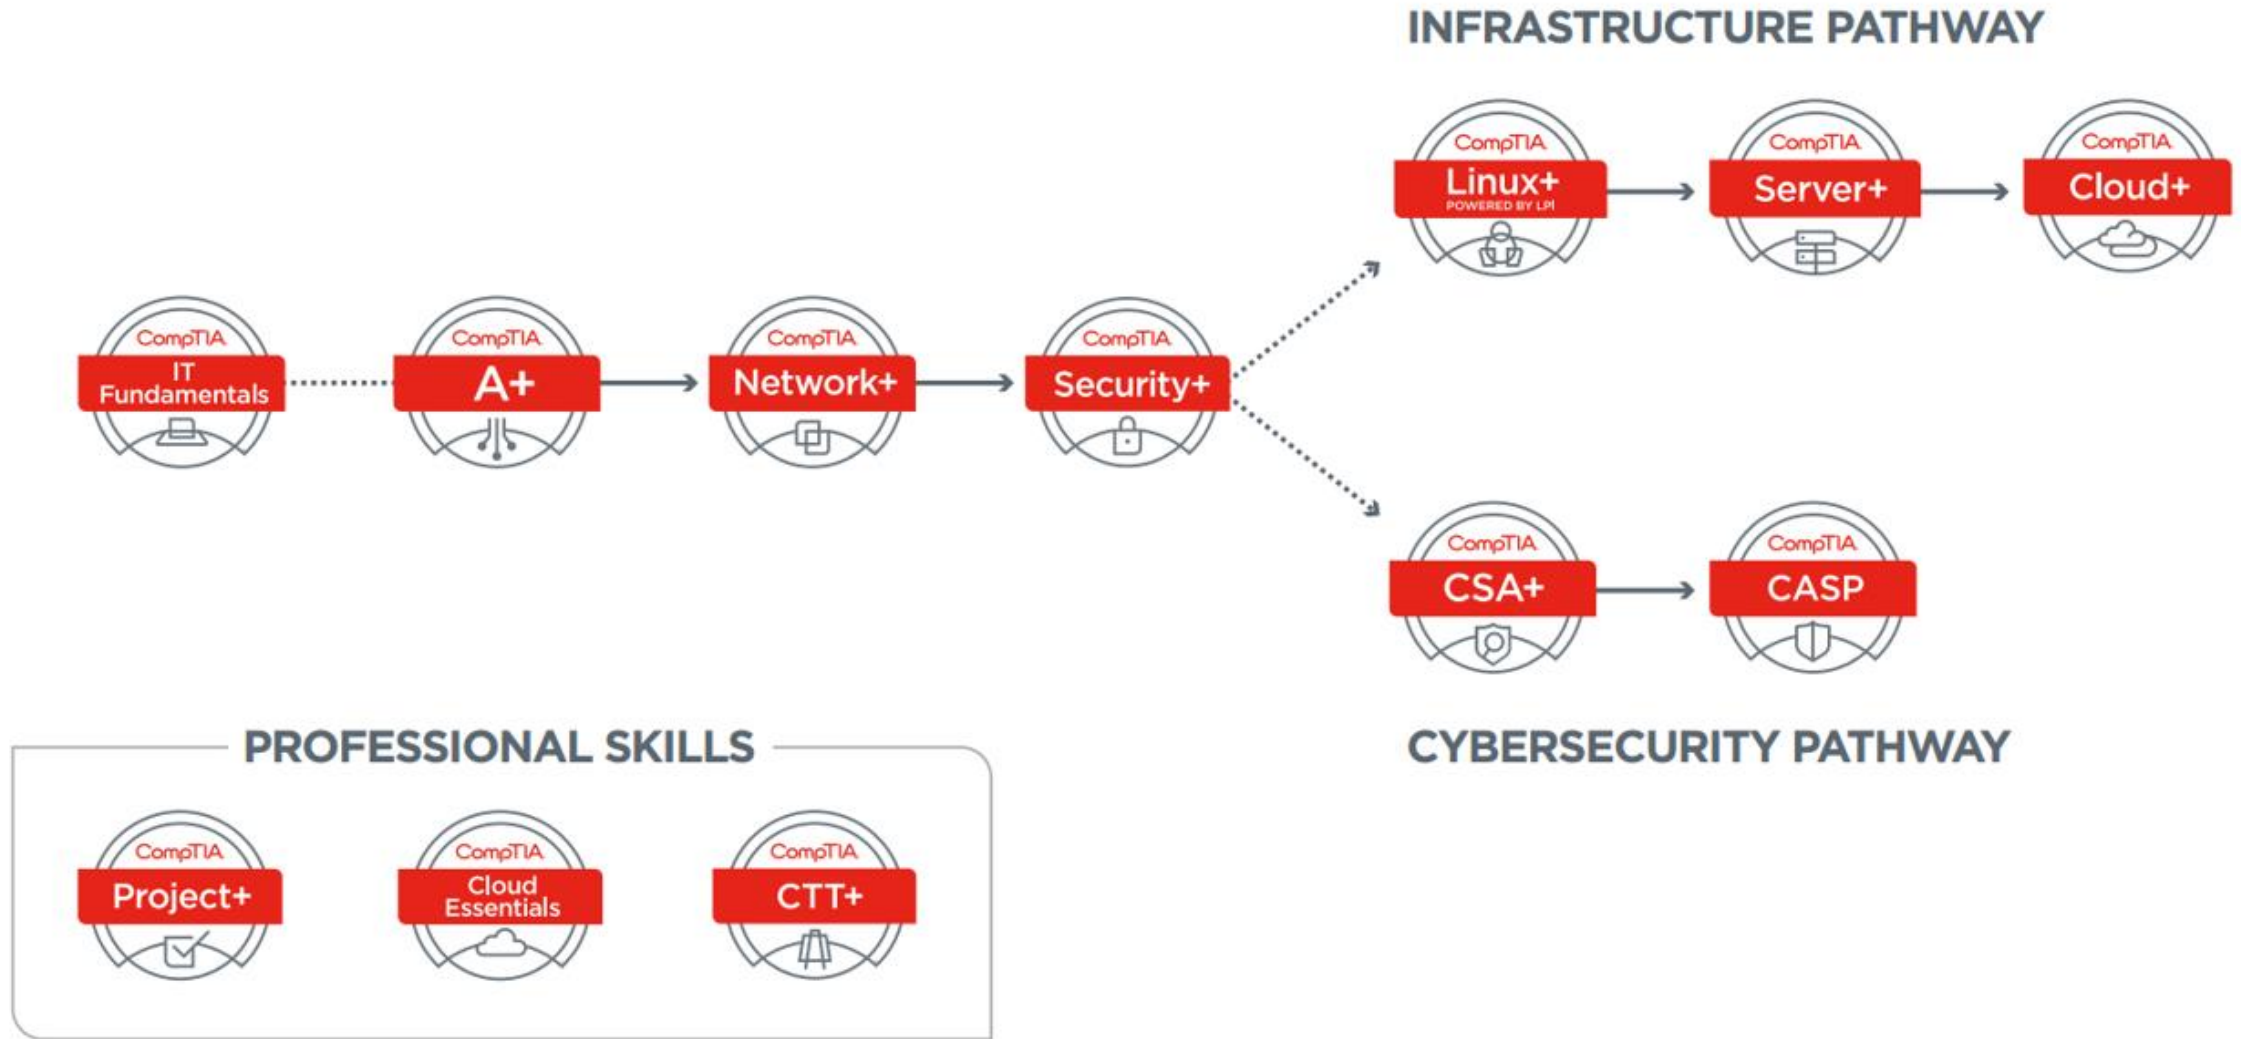 INFRASTRUCTURE PATHWAY
CompTIA
Linux+
POWERED BY LPI
CompTIA
Server+
CompTIA
Cloud+
CompTIA
IT
Fundamentals
CompTIA
A+
CompTIA
Network+
CompTIA
Security+
CompTIA
CSA+
CompTIA
CASP
CYBERSECURITY PATHWAY
PROFESSIONAL SKILLS
CompTIA
Project+
CompTIA
Cloud
Essentials
CompTIA
CTT+